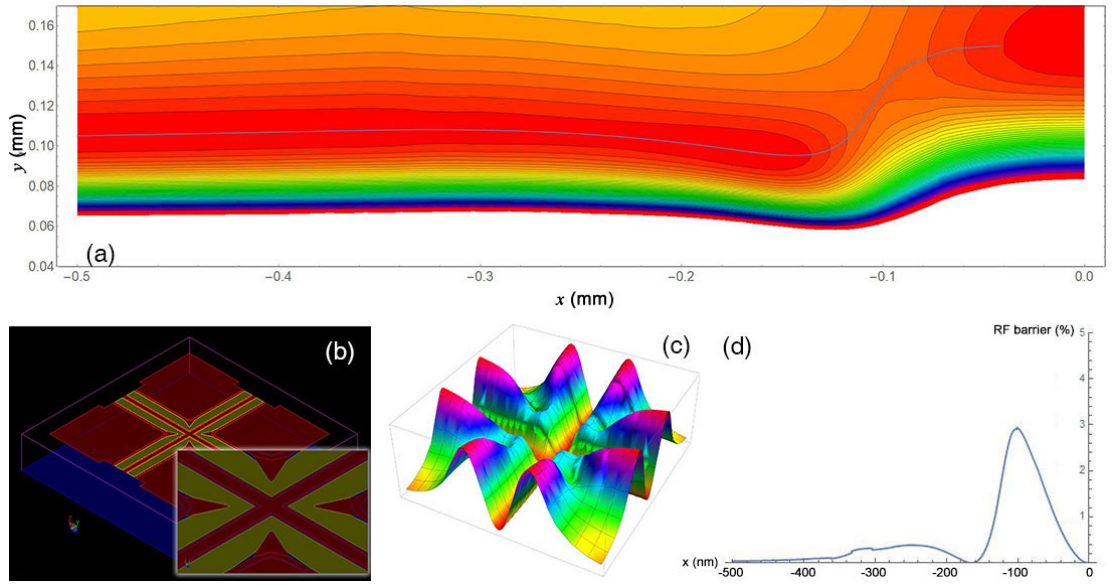 0.16
0.14
0.12
0.10
0.08
0.06
0.04
y (mm)
(a)
−0.5 −0.4 −0.3 −0.2 −0.1 0.0
x (mm)
(b)
(c)
(d)
RF barrier (%)
5
4
3
2
1
x (nm) -500 -400 -300 -200 -100 0